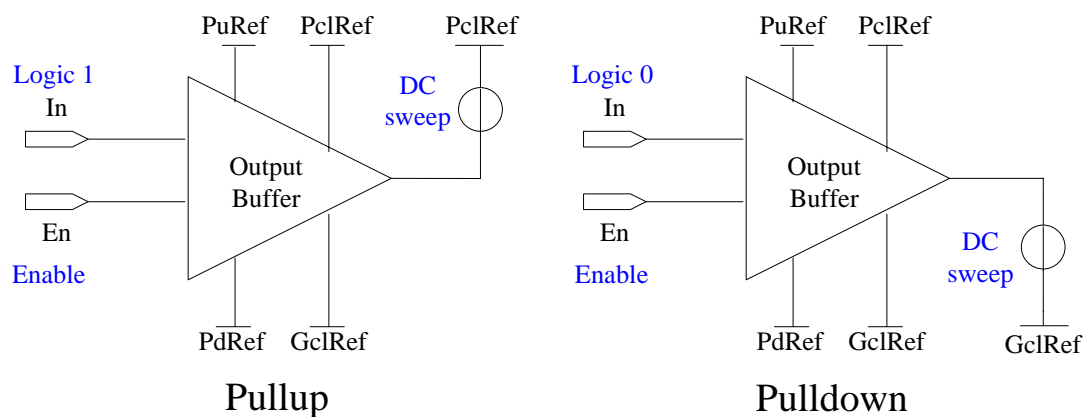 PuRef
PclRef
PclRef
Logic 1
In
DC
sweep
Output
Buffer
En
Enable
PdRef
GclRef
Pullup
PuRef
PclRef
Logic 0
In
Output
Buffer
En
Enable
DC
sweep
PdRef
GclRef
GclRef
Pulldown